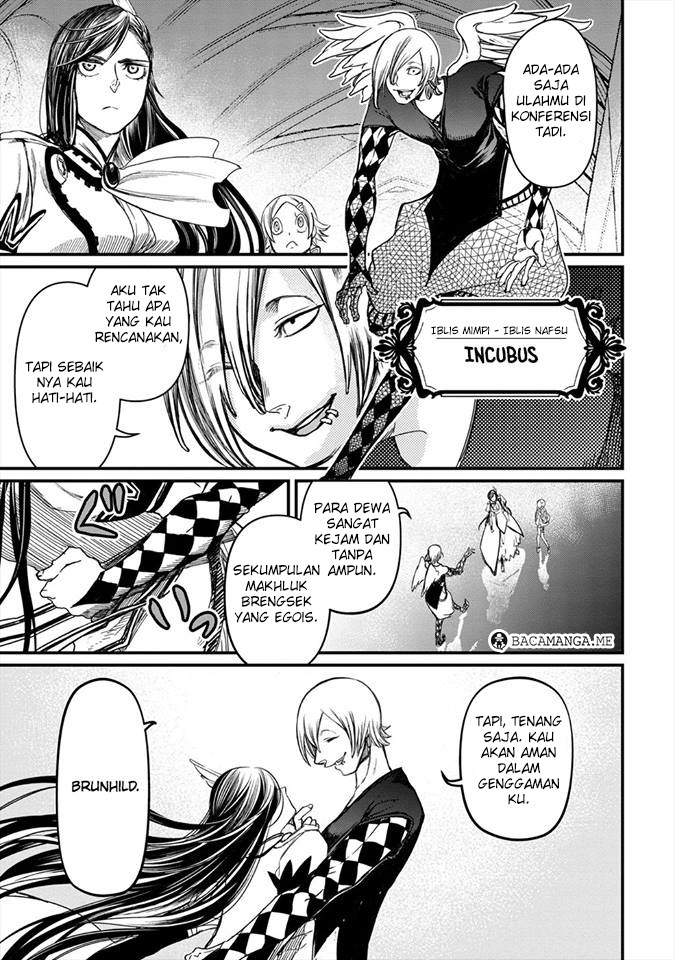 ADA-ADA
SAJA
ULAHMU DI
KONFERENSI
TADI.
IBLIS MIMPI - IBLIS NAFSU
INCUBUS
AKU TAK
TAHU APA
YANG KAU
RENCANAKAN,
TAPI SEBAIK
NYA KAU
HATI-HATI.
PARA DEWA
SANGAT
KEJAM DAN
TANPA
AMPUN.
SEKUMPULAN
MAKHLUK
BRENGSEK
YANG EGOIS.
BACAMANGA.ME
TAPI, TENANG
SAJA. KAU
AKAN AMAN
DALAM
GENGGAMAN
KU.
BRUNHILD.